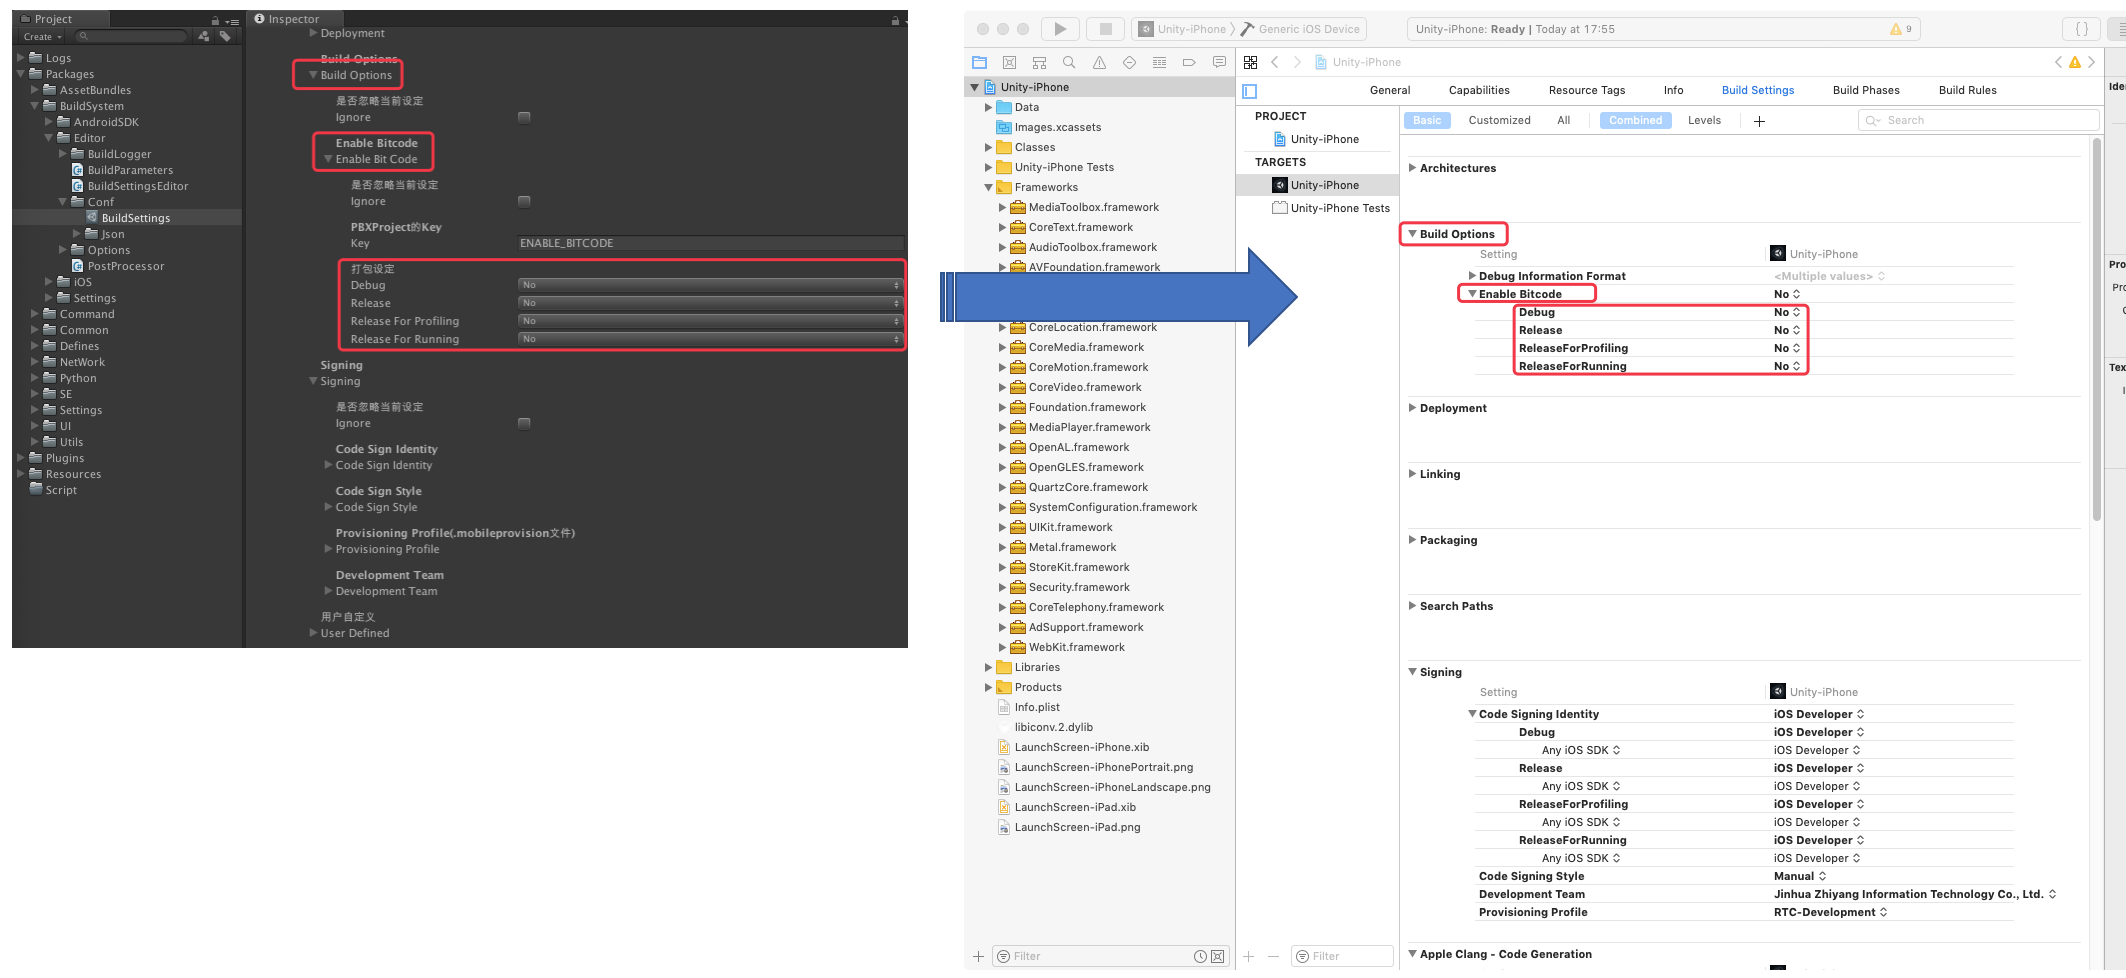 Project
Create
Logs
Packages
AssetBundles
BuildSystem
AndroidSDK
Editor
BuildLogger
BuildParameters
BuildSettingsEditor
Conf
BuildSettings
Json
Options
PostProcessor
iOS
Settings
Command
Common
Defines
NetWork
Python
SE
Settings
UI
Utils
Plugins
Resources
Script
Inspector
Deployment
Build Options
Build Options
是否忽略当前设定
Ignore
Enable Bitcode
Enable Bit Code
是否忽略当前设定
Ignore
PBXProject的Key
Key ENABLE_BITCODE
打包设定
Debug No
Release No
Release For Profiling No
Release For Running No
Signing
Signing
是否忽略当前设定
Ignore
Code Sign Identity
Code Sign Identity
Code Sign Style
Code Sign Style
Provisioning Profile(.mobileprovision文件)
Provisioning Profile
Development Team
Development Team
用户自定义
User Defined
Unity-iPhone Generic iOS Device
Unity-iPhone: Ready | Today at 17:55 9
{ }
Unity-iPhone
Data
Images.xcassets
Classes
Unity-iPhone Tests
Frameworks
MediaToolbox.framework
CoreText.framework
AudioToolbox.framework
AVFoundation.framework
CoreLocation.framework
CoreMedia.framework
CoreMotion.framework
CoreVideo.framework
Foundation.framework
MediaPlayer.framework
OpenAL.framework
OpenGLES.framework
QuartzCore.framework
SystemConfiguration.framework
UIKit.framework
Metal.framework
StoreKit.framework
Security.framework
CoreTelephony.framework
AdSupport.framework
WebKit.framework
Libraries
Products
Info.plist
libiconv.2.dylib
LaunchScreen-iPhone.xib
LaunchScreen-iPhonePortrait.png
LaunchScreen-iPhoneLandscape.png
LaunchScreen-iPad.xib
LaunchScreen-iPad.png
Filter
Unity-iPhone
General Capabilities Resource Tags Info Build Settings Build Phases Build Rules
PROJECT
Unity-iPhone
TARGETS
Unity-iPhone
Unity-iPhone Tests
Filter
Basic Customized All Combined Levels + Search
Architectures
Build Options
Setting Unity-iPhone
Debug Information Format <Multiple values>
Enable Bitcode No
Debug No
Release No
ReleaseForProfiling No
ReleaseForRunning No
Deployment
Linking
Packaging
Search Paths
Signing
Setting Unity-iPhone
Code Signing Identity iOS Developer
Debug iOS Developer
Any iOS SDK iOS Developer
Release iOS Developer
Any iOS SDK iOS Developer
ReleaseForProfiling iOS Developer
Any iOS SDK iOS Developer
ReleaseForRunning iOS Developer
Any iOS SDK iOS Developer
Code Signing Style Manual
Development Team Jinhua Zhiyang Information Technology Co., Ltd.
Provisioning Profile RTC-Development
Apple Clang - Code Generation